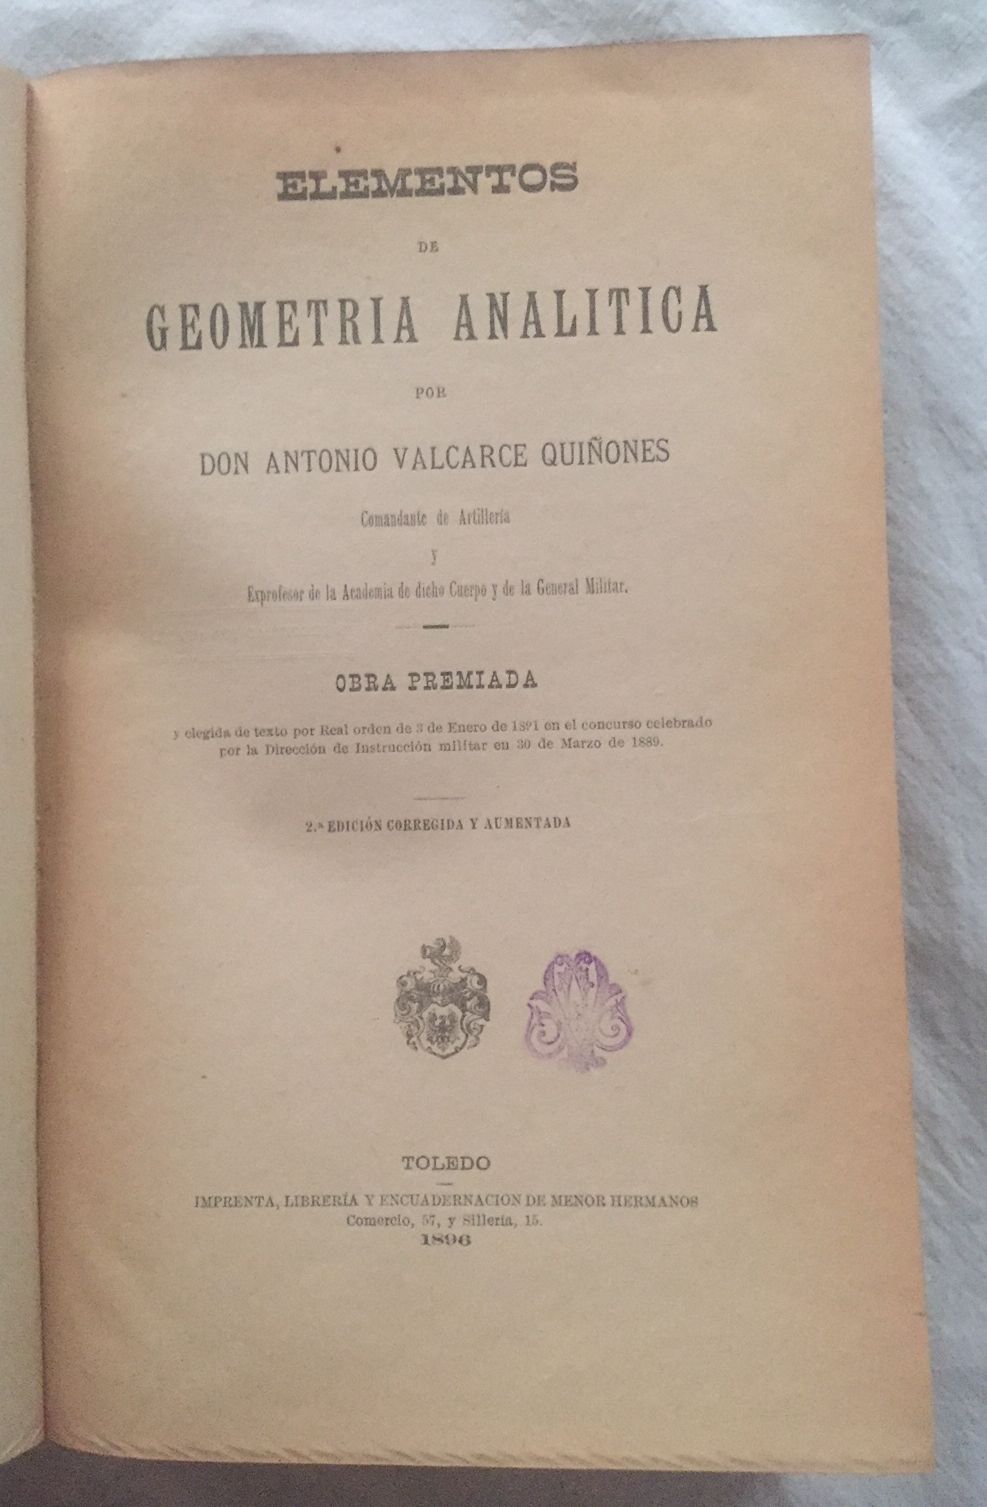 ELEMENTOS
DE
GEOMETRIA ANALITICA
POR
DON ANTONIO VALCARCE QUIÑONES
Comandante de Artillería
y
Exprofesor de la Academia de dicho Cuerpo y de la General Militar.
OBRA PREMIADA
y elegida de texto por Real orden de 3 de Enero de 1891 en el concurso celebrado
por la Dirección de Instrucción militar en 30 de Marzo de 1889.
2.ª EDICIÓN CORREGIDA Y AUMENTADA
TOLEDO
IMPRENTA, LIBRERÍA Y ENCUADERNACION DE MENOR HERMANOS
Comercio, 57, y Sillería, 15.
1896